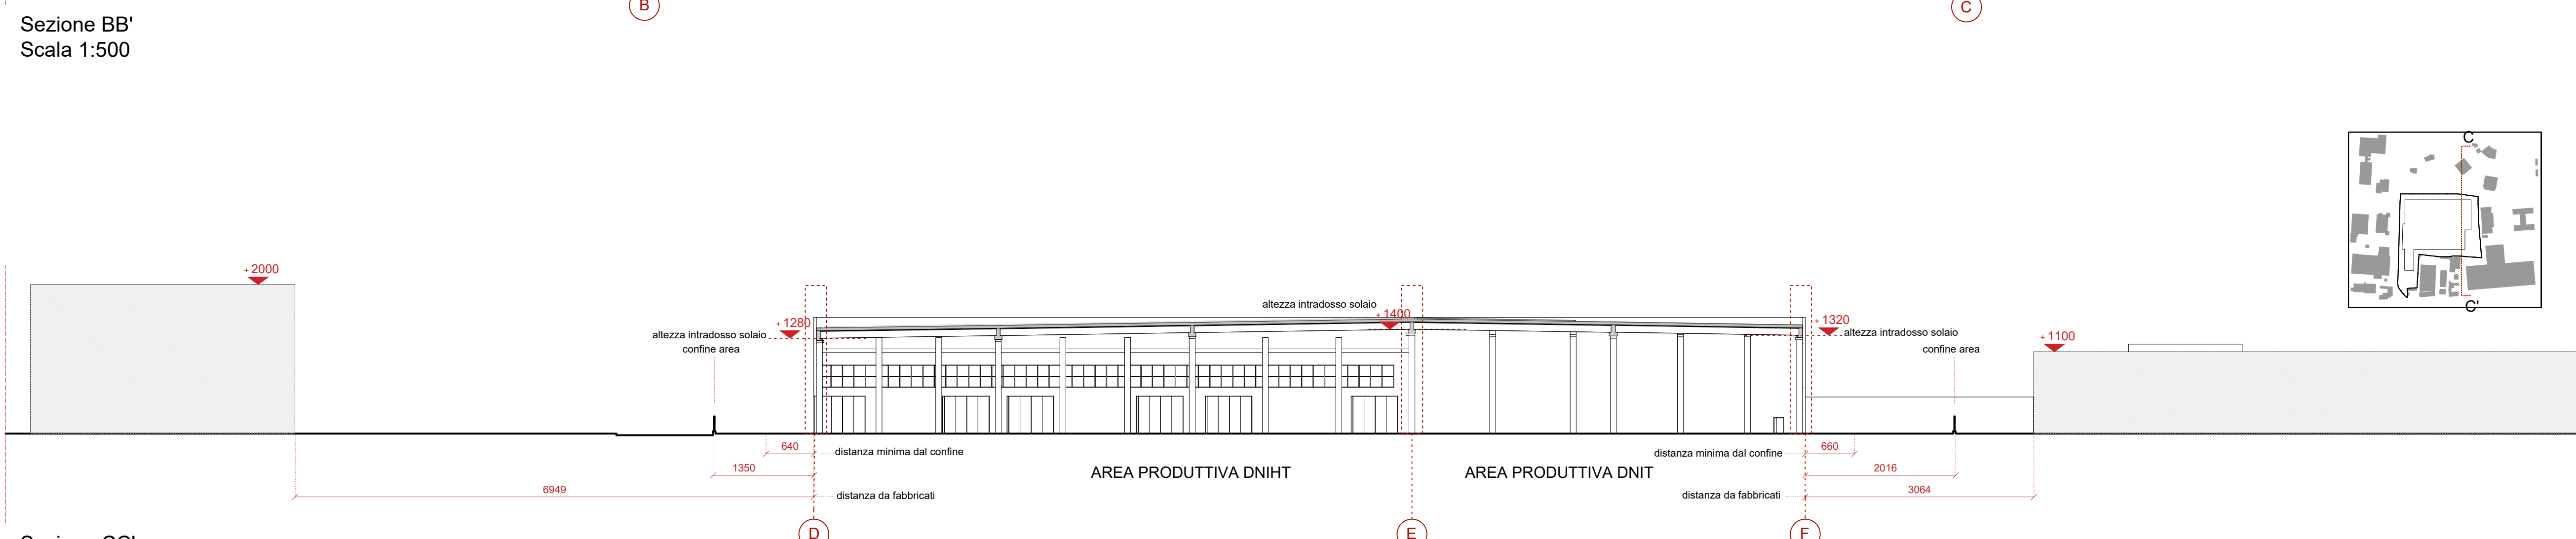 B
C
Sezione BB'
Scala 1:500
C
C'
+ 2000
altezza intradosso solaio
+ 1400
+ 1280
+ 1320
altezza intradosso solaio
altezza intradosso solaio
+ 1100
confine area
confine area
640
distanza minima dal confine
distanza minima dal confine
660
1350
AREA PRODUTTIVA DNIHT
AREA PRODUTTIVA DNIT
2016
6949
distanza da fabbricati
distanza da fabbricati
3064
D
E
F